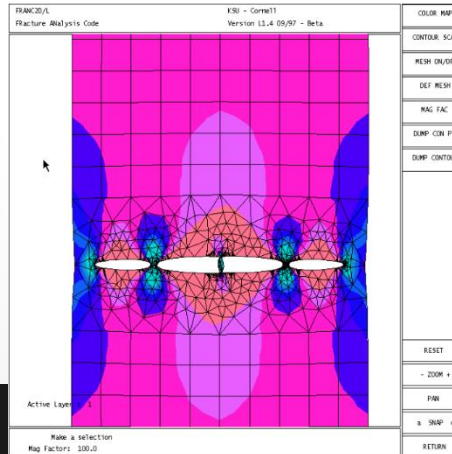 FRANC2D/L
KSU - Cornell
FRacture ANalysis Code
Version L1.4 09/97 - Beta
COLOR MAP
CONTOUR SC
MESH ON/O
DEF MESH
MAG FAC
DUMP CON P
DUMP CONTOU
RESET
- ZOOM +
PAN
SNAP
RETURN
Active Layer 1
Make a selection
Mag Factor: 100.0